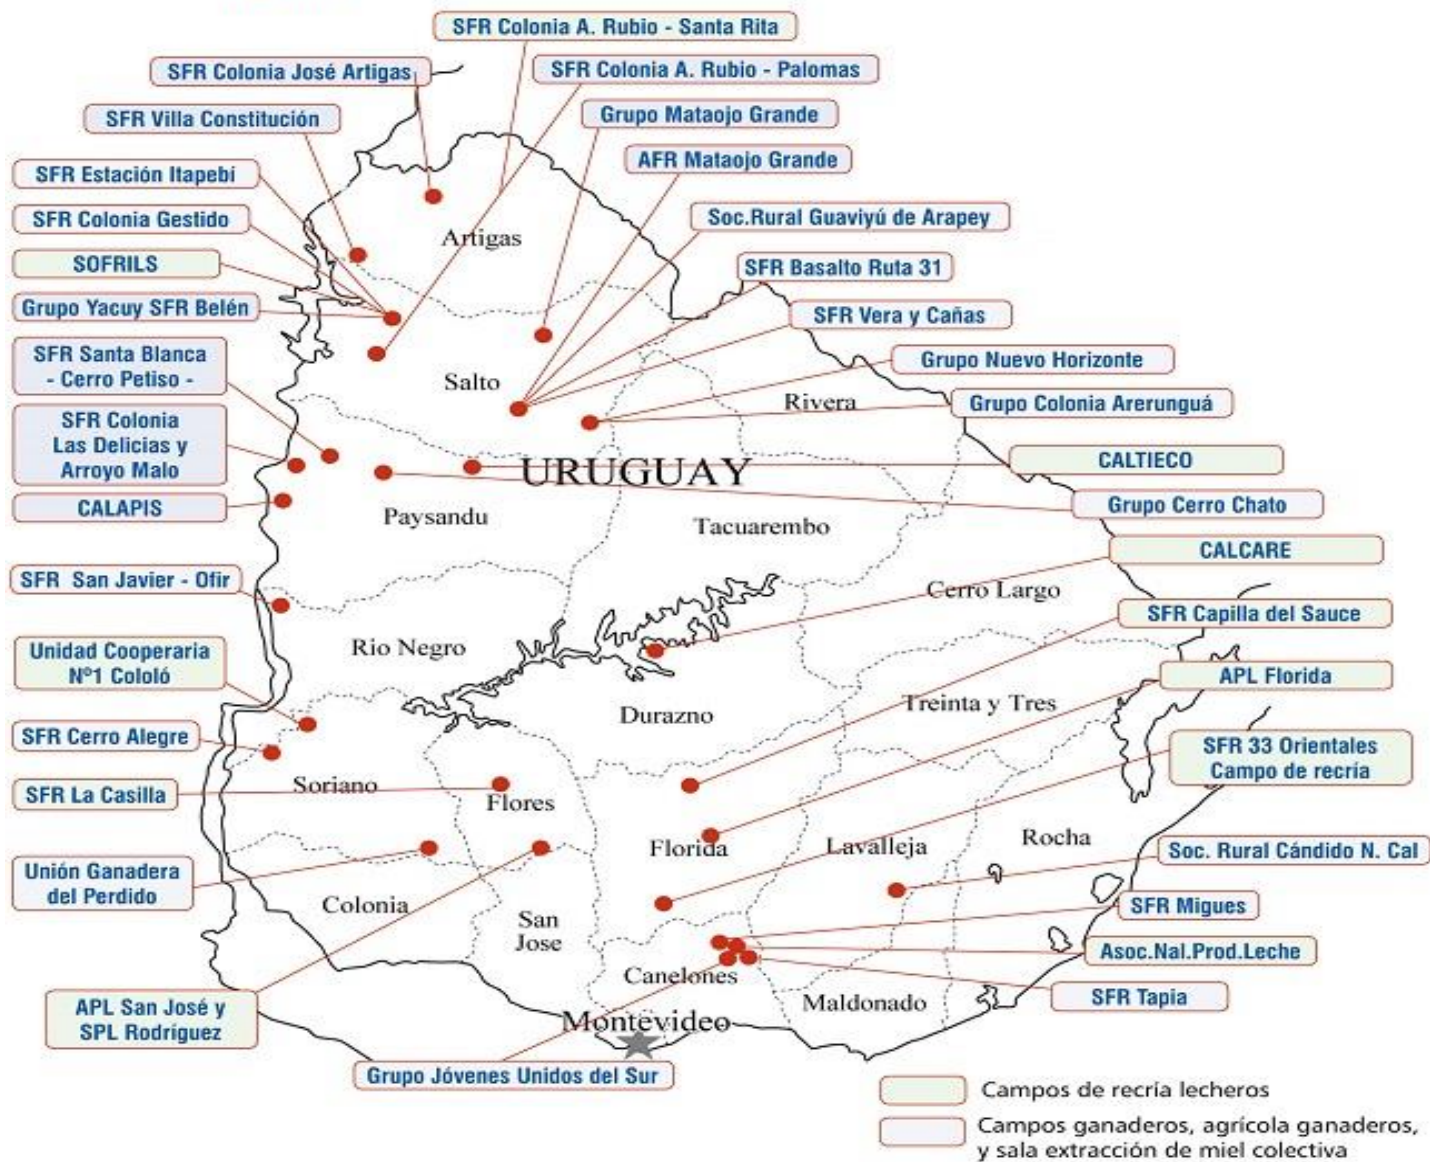 SFR Colonia A. Rubio - Santa Rita
SFR Colonia José Artigas
SFR Colonia A. Rubio - Palomas
SFR Villa Constitución
Grupo Mataojo Grande
AFR Mataojo Grande
SFR Estación Itapebí
SFR Colonia Gestido
Soc.Rural Guaviyú de Arapey
Artigas
SOFRILS
SFR Basalto Ruta 31
Grupo Yacuy SFR Belén
SFR Vera y Cañas
SFR Santa Blanca
- Cerro Petiso -
Grupo Nuevo Horizonte
Salto
Rivera
Grupo Colonia Arerunguá
SFR Colonia
Las Delicias y
Arroyo Malo
CALTIECO
URUGUAY
CALAPIS
Grupo Cerro Chato
Paysandu
Tacuarembo
CALCARE
SFR San Javier - Ofir
Cerro Largo
SFR Capilla del Sauce
Unidad Cooperaria
Nº1 Cololó
Rio Negro
APL Florida
Treinta y Tres
Durazno
SFR Cerro Alegre
SFR 33 Orientales
Campo de recría
Soriano
SFR La Casilla
Flores
Florida
Lavalleja
Rocha
Soc. Rural Cándido N. Cal
Unión Ganadera
del Perdido
Colonia
San
Jose
SFR Migues
Asoc.Nal.Prod.Leche
Canelones
SFR Tapia
Maldonado
APL San José y
SPL Rodríguez
Montevideo
Grupo Jóvenes Unidos del Sur
Campos de recría lecheros
Campos ganaderos, agrícola ganaderos,
y sala extracción de miel colectiva